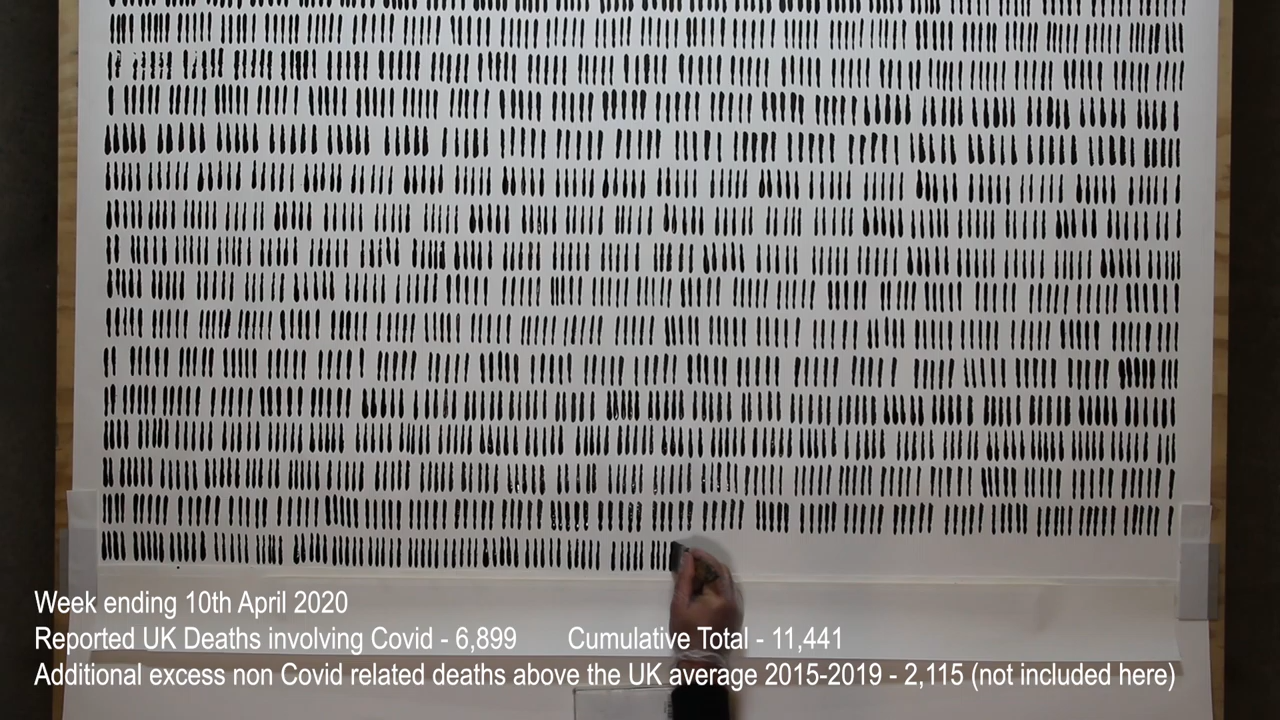 Week ending 10th April 2020
Reported UK Deaths involving Covid - 6,899 Cumulative Total - 11,441
Additional excess non Covid related deaths above the UK average 2015-2019 - 2,115 (not included here)